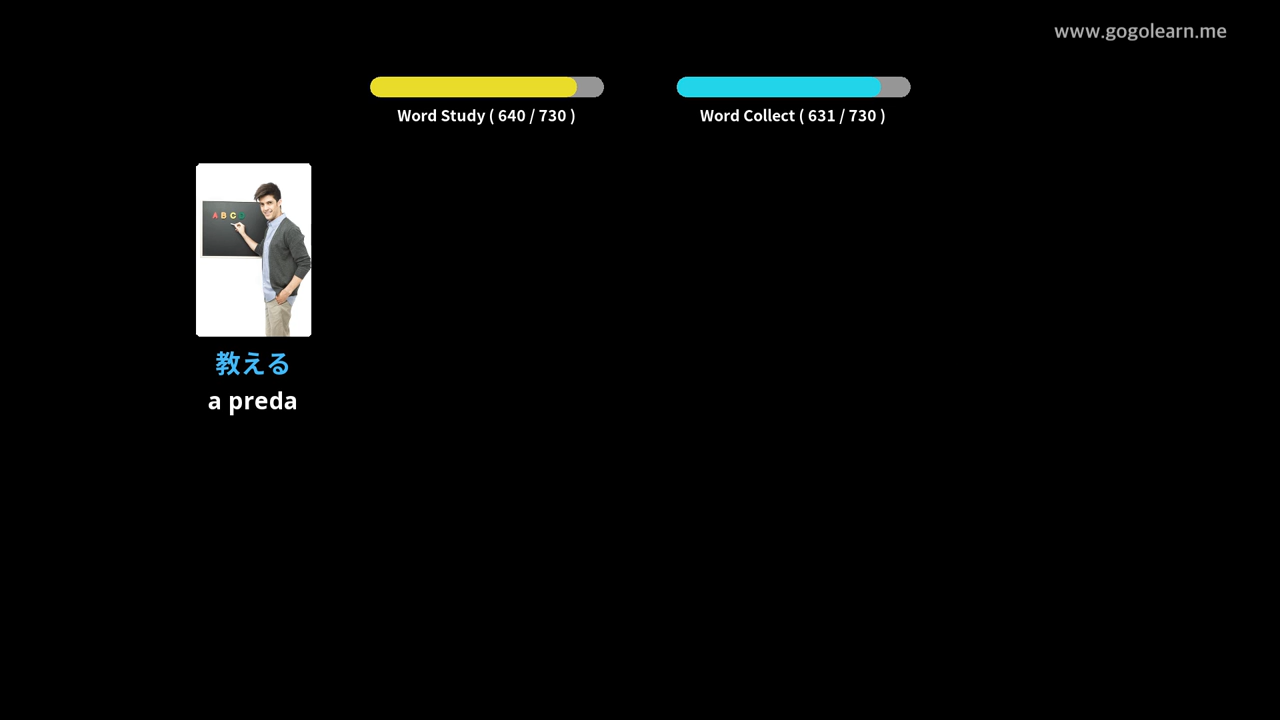 www.gogolearn.me
Word Study ( 640 / 730 )
Word Collect ( 631 / 730 )
A B C D
教える
a preda